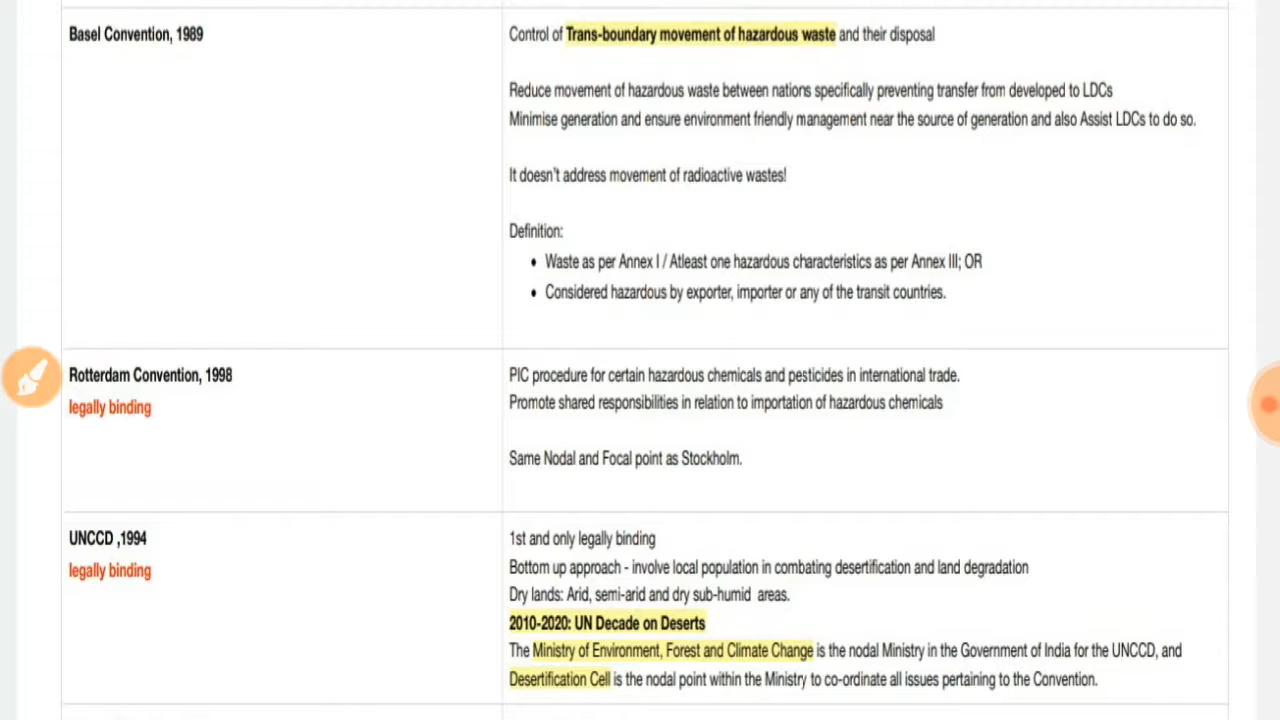 Basel Convention, 1989
Control of Trans-boundary movement of hazardous waste and their disposal
Reduce movement of hazardous waste between nations specifically preventing transfer from developed to LDCs
Minimise generation and ensure environment friendly management near the source of generation and also Assist LDCs to do so.
It doesn't address movement of radioactive wastes!
Definition:
• Waste as per Annex I / Atleast one hazardous characteristics as per Annex III; OR
• Considered hazardous by exporter, importer or any of the transit countries.
Rotterdam Convention, 1998
legally binding
PIC procedure for certain hazardous chemicals and pesticides in international trade.
Promote shared responsibilities in relation to importation of hazardous chemicals
Same Nodal and Focal point as Stockholm.
UNCCD ,1994
legally binding
1st and only legally binding
Bottom up approach - involve local population in combating desertification and land degradation
Dry lands: Arid, semi-arid and dry sub-humid areas.
2010-2020: UN Decade on Deserts
The Ministry of Environment, Forest and Climate Change is the nodal Ministry in the Government of India for the UNCCD, and
Desertification Cell is the nodal point within the Ministry to co-ordinate all issues pertaining to the Convention.